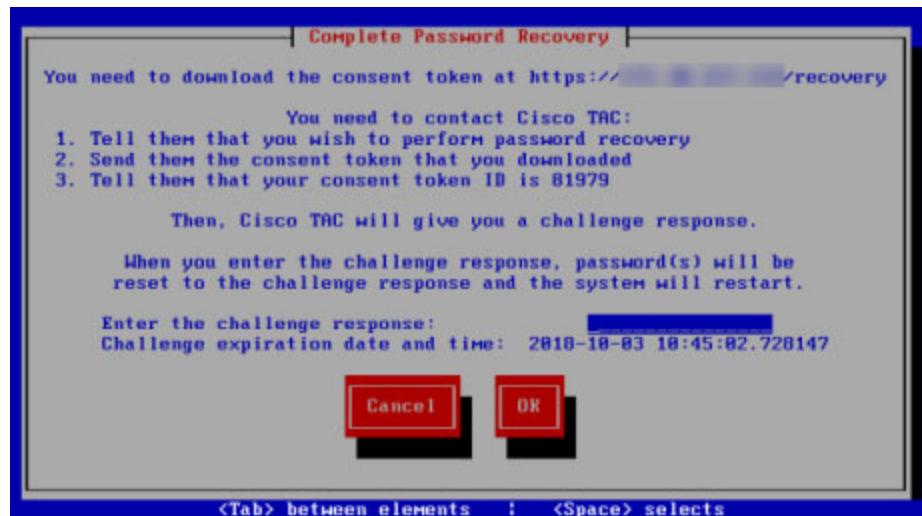 Complete Password Recovery
You need to download the consent token at https:// /recovery
You need to contact Cisco TAC:
1. Tell them that you wish to perform password recovery
2. Send them the consent token that you downloaded
3. Tell them that your consent token ID is 81979
Then, Cisco TAC will give you a challenge response.
When you enter the challenge response, password(s) will be
reset to the challenge response and the system will restart.
Enter the challenge response:
Challenge expiration date and time: 2018-10-03 10:45:02.728147
Cancel OK
<Tab> between elements | <Space> selects